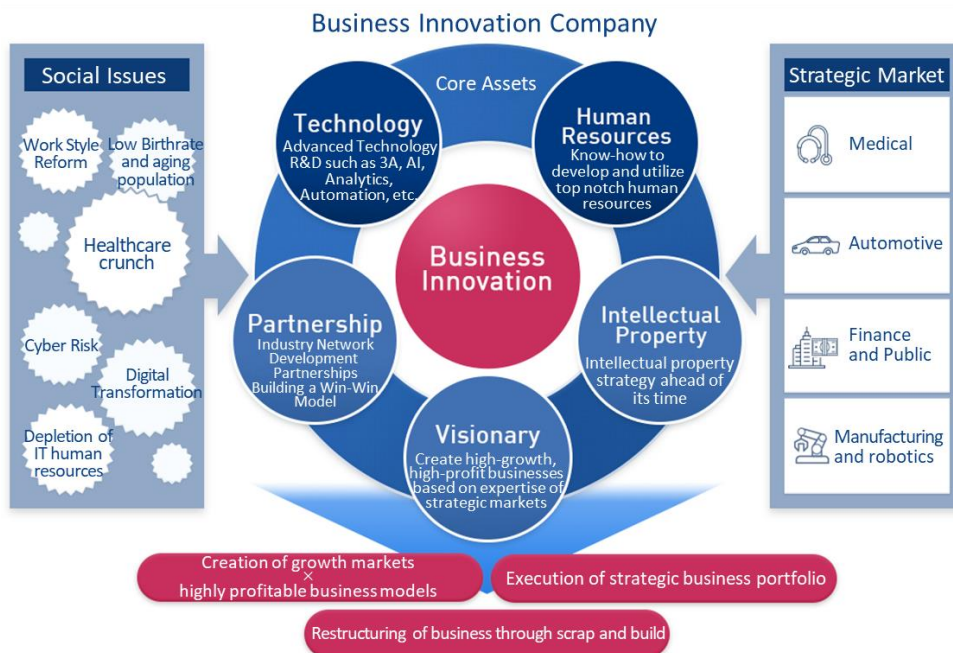 Business Innovation Company
Social Issues
Work Style
Reform
Low Birthrate
and aging
population
Healthcare
crunch
Cyber Risk
Digital
Transformation
Depletion of
IT human
resources
Core Assets
Technology
Advanced Technology
R&D such as 3A, AI,
Analytics,
Automation, etc.
Human
Resources
Know-how to
develop and utilize
top notch human
resources
Business
Innovation
Partnership
Industry Network
Development
Partnerships
Building a Win-Win
Model
Intellectual
Property
Intellectual property
strategy ahead of
its time
Visionary
Create high-growth,
high-profit businesses
based on expertise of
strategic markets
Strategic Market
Medical
Automotive
Finance
and Public
Manufacturing
and robotics
Creation of growth markets
×
highly profitable business models
Execution of strategic business portfolio
Restructuring of business through scrap and build